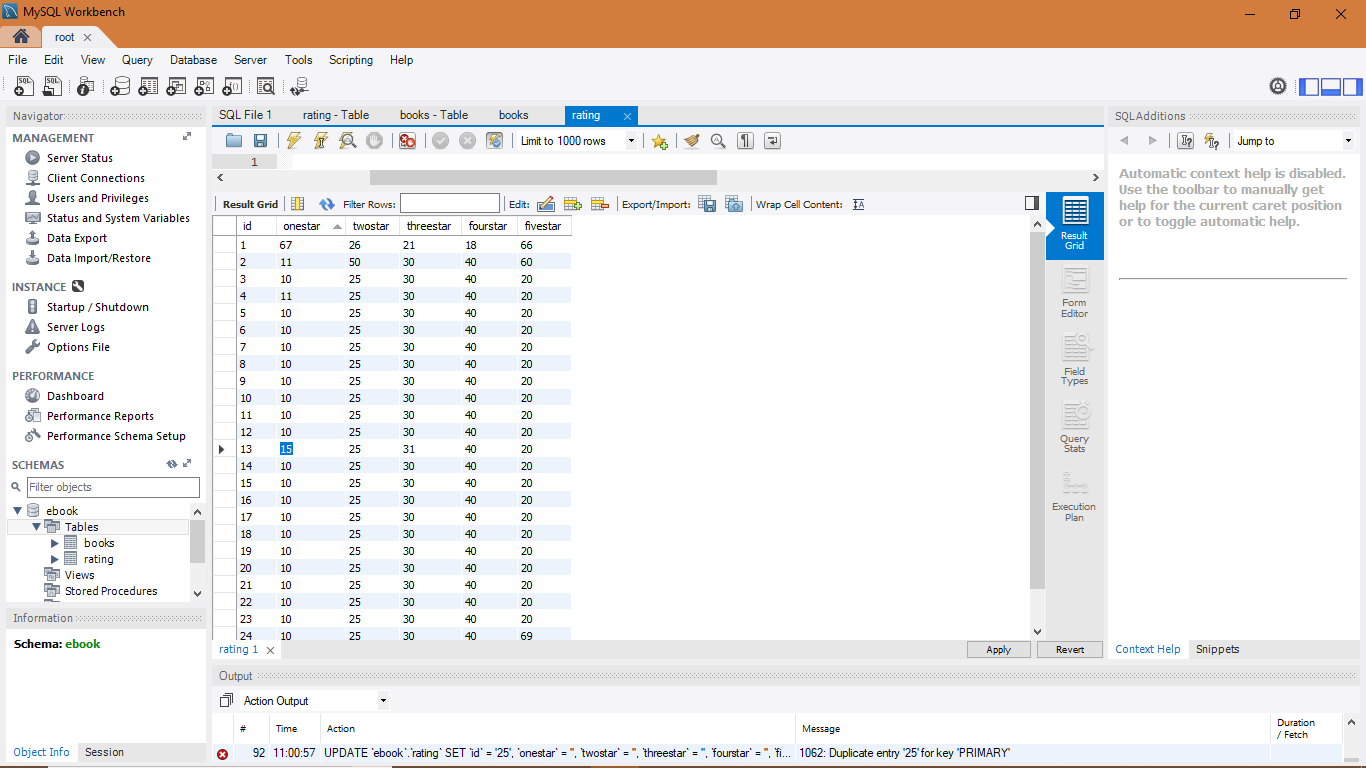 MySQL Workbench
root
File Edit View Query Database Server Tools Scripting Help
Navigator
MANAGEMENT
Server Status
Client Connections
Users and Privileges
Status and System Variables
Data Export
Data Import/Restore
INSTANCE
Startup / Shutdown
Server Logs
Options File
PERFORMANCE
Dashboard
Performance Reports
Performance Schema Setup
SCHEMAS
Filter objects
ebook
Tables
books
rating
Views
Stored Procedures
Information
Schema: ebook
Object Info Session
SQL File 1 rating - Table books - Table books rating
Limit to 1000 rows
1
Result Grid Filter Rows: Edit: Export/Import: Wrap Cell Content:
id onestar twostar threestar fourstar fivestar
1 67 26 21 18 66
2 11 50 30 40 60
3 10 25 30 40 20
4 11 25 30 40 20
5 10 25 30 40 20
6 10 25 30 40 20
7 10 25 30 40 20
8 10 25 30 40 20
9 10 25 30 40 20
10 10 25 30 40 20
11 10 25 30 40 20
12 10 25 30 40 20
13 15 25 31 40 20
14 10 25 30 40 20
15 10 25 30 40 20
16 10 25 30 40 20
17 10 25 30 40 20
18 10 25 30 40 20
19 10 25 30 40 20
20 10 25 30 40 20
21 10 25 30 40 20
22 10 25 30 40 20
23 10 25 30 40 20
24 10 25 30 40 69
Result
Grid
Form
Editor
Field
Types
Query
Stats
Execution
Plan
rating 1
Apply Revert
SQLAdditions
Jump to
Automatic context help is disabled.
Use the toolbar to manually get
help for the current caret position
or to toggle automatic help.
Context Help Snippets
Output
Action Output
# Time Action Message Duration / Fetch
92 11:00:57 UPDATE `ebook`.`rating` SET `id` = '25', `onestar` = '', `twostar` = '', `threestar` = '', `fourstar` = '', `fi... 1062: Duplicate entry '25' for key 'PRIMARY'